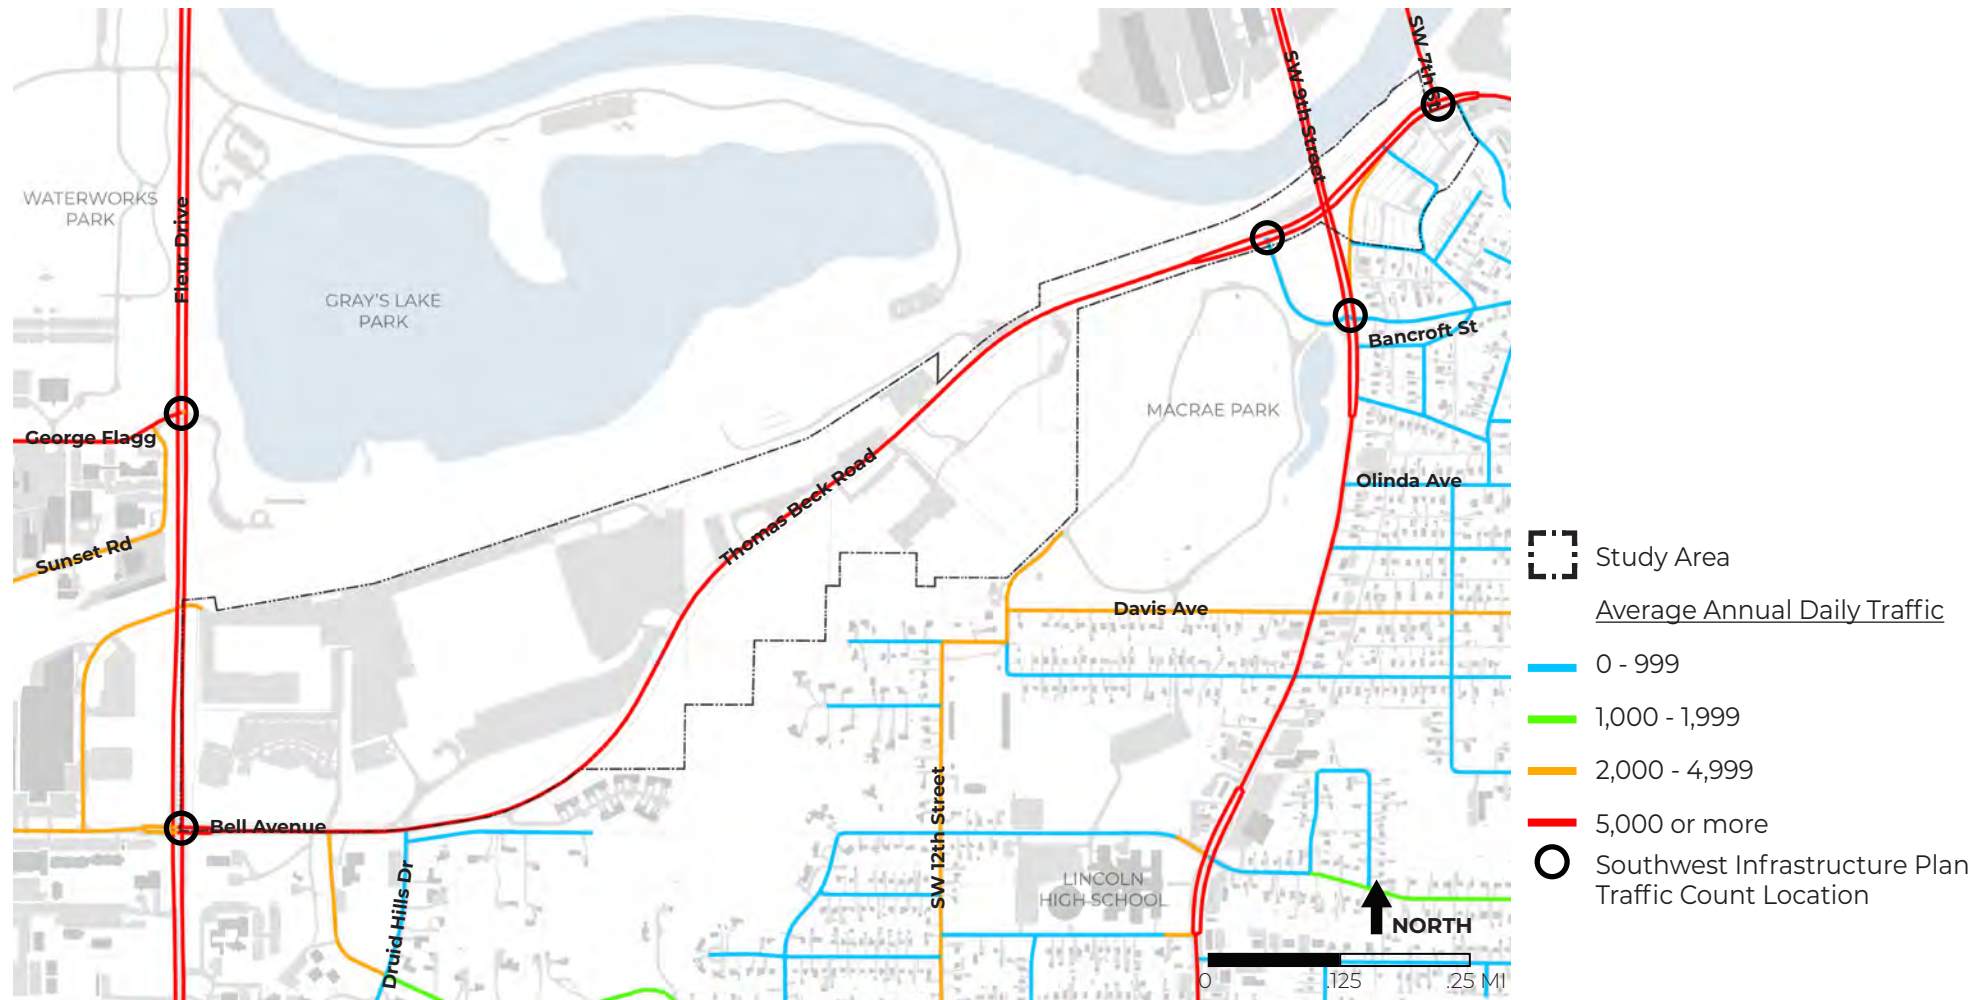 SW 7th St
SW 9th Street
WATERWORKS
PARK
Fleur Drive
GRAY'S LAKE
PARK
Bancroft St
MACRAE PARK
George Flagg
Thomas Beck Road
Olinda Ave
Sunset Rd
Davis Ave
Bell Avenue
SW 12th Street
Druid Hills Dr
LINCOLN
HIGH SCHOOL
NORTH
0 .125 .25 MI
Study Area
Average Annual Daily Traffic
0 - 999
1,000 - 1,999
2,000 - 4,999
5,000 or more
Southwest Infrastructure Plan
Traffic Count Location